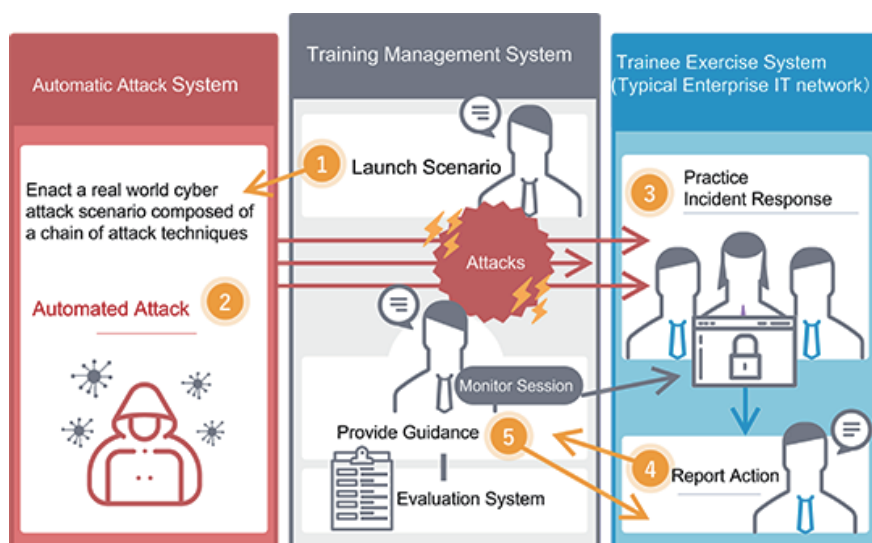 Automatic Attack System
Enact a real world cyber
attack scenario composed of
a chain of attack techniques
Automated Attack
2
Training Management System
1
Launch Scenario
Attacks
Monitor Session
Provide Guidance
5
Evaluation System
Trainee Exercise System
(Typical Enterprise IT network)
3
Practice
Incident Response
4
Report Action